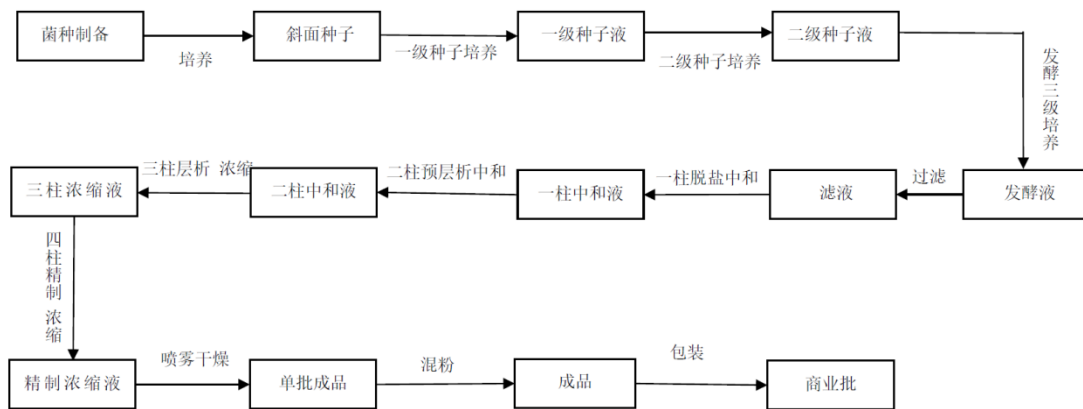 菌种制备
培养
斜面种子
一级种子培养
一级种子液
二级种子培养
二级种子液
发酵三级培养
发酵液
过滤
滤液
一柱脱盐中和
一柱中和液
二柱预层析中和
二柱中和液
三柱层析 浓缩
三柱浓缩液
四柱精制 浓缩
精制浓缩液
喷雾干燥
单批成品
混粉
成品
包装
商业批